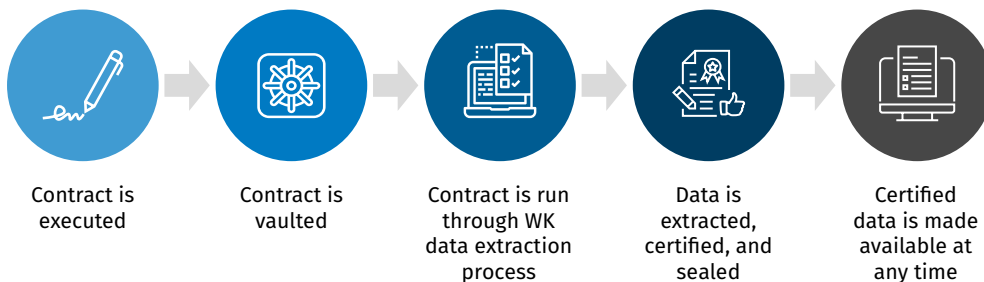 Contract is
executed
Contract is
vaulted
Contract is run
through WK
data extraction
process
Data is
extracted,
certified, and
sealed
Certified
data is made
available at
any time